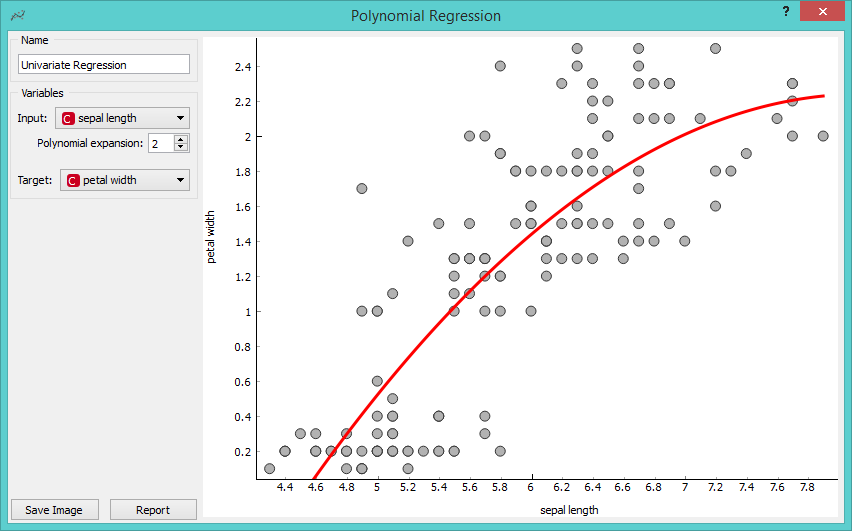 Polynomial Regression
?
Name
Univariate Regression
Variables
Input: C sepal length
Polynomial expansion: 2
Target: C petal width
Save Image
Report
petal width
2.4
2.2
2
1.8
1.6
1.4
1.2
1
0.8
0.6
0.4
0.2
4.4 4.6 4.8 5 5.2 5.4 5.6 5.8 6 6.2 6.4 6.6 6.8 7 7.2 7.4 7.6 7.8
sepal length